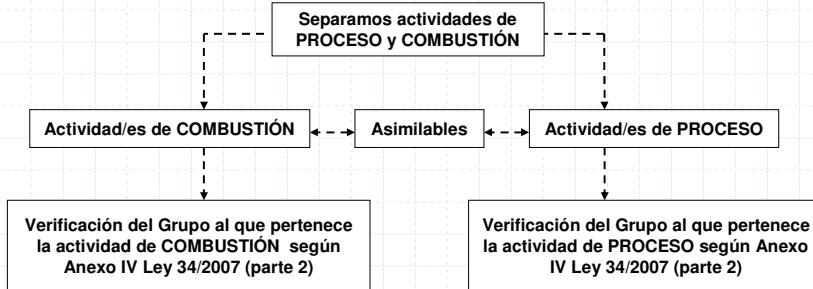 Separamos actividades de
PROCESO y COMBUSTIÓN
Actividad/es de COMBUSTIÓN
Asimilables
Actividad/es de PROCESO
Verificación del Grupo al que pertenece
la actividad de COMBUSTIÓN según
Anexo IV Ley 34/2007 (parte 2)
Verificación del Grupo al que pertenece
la actividad de PROCESO según Anexo
IV Ley 34/2007 (parte 2)